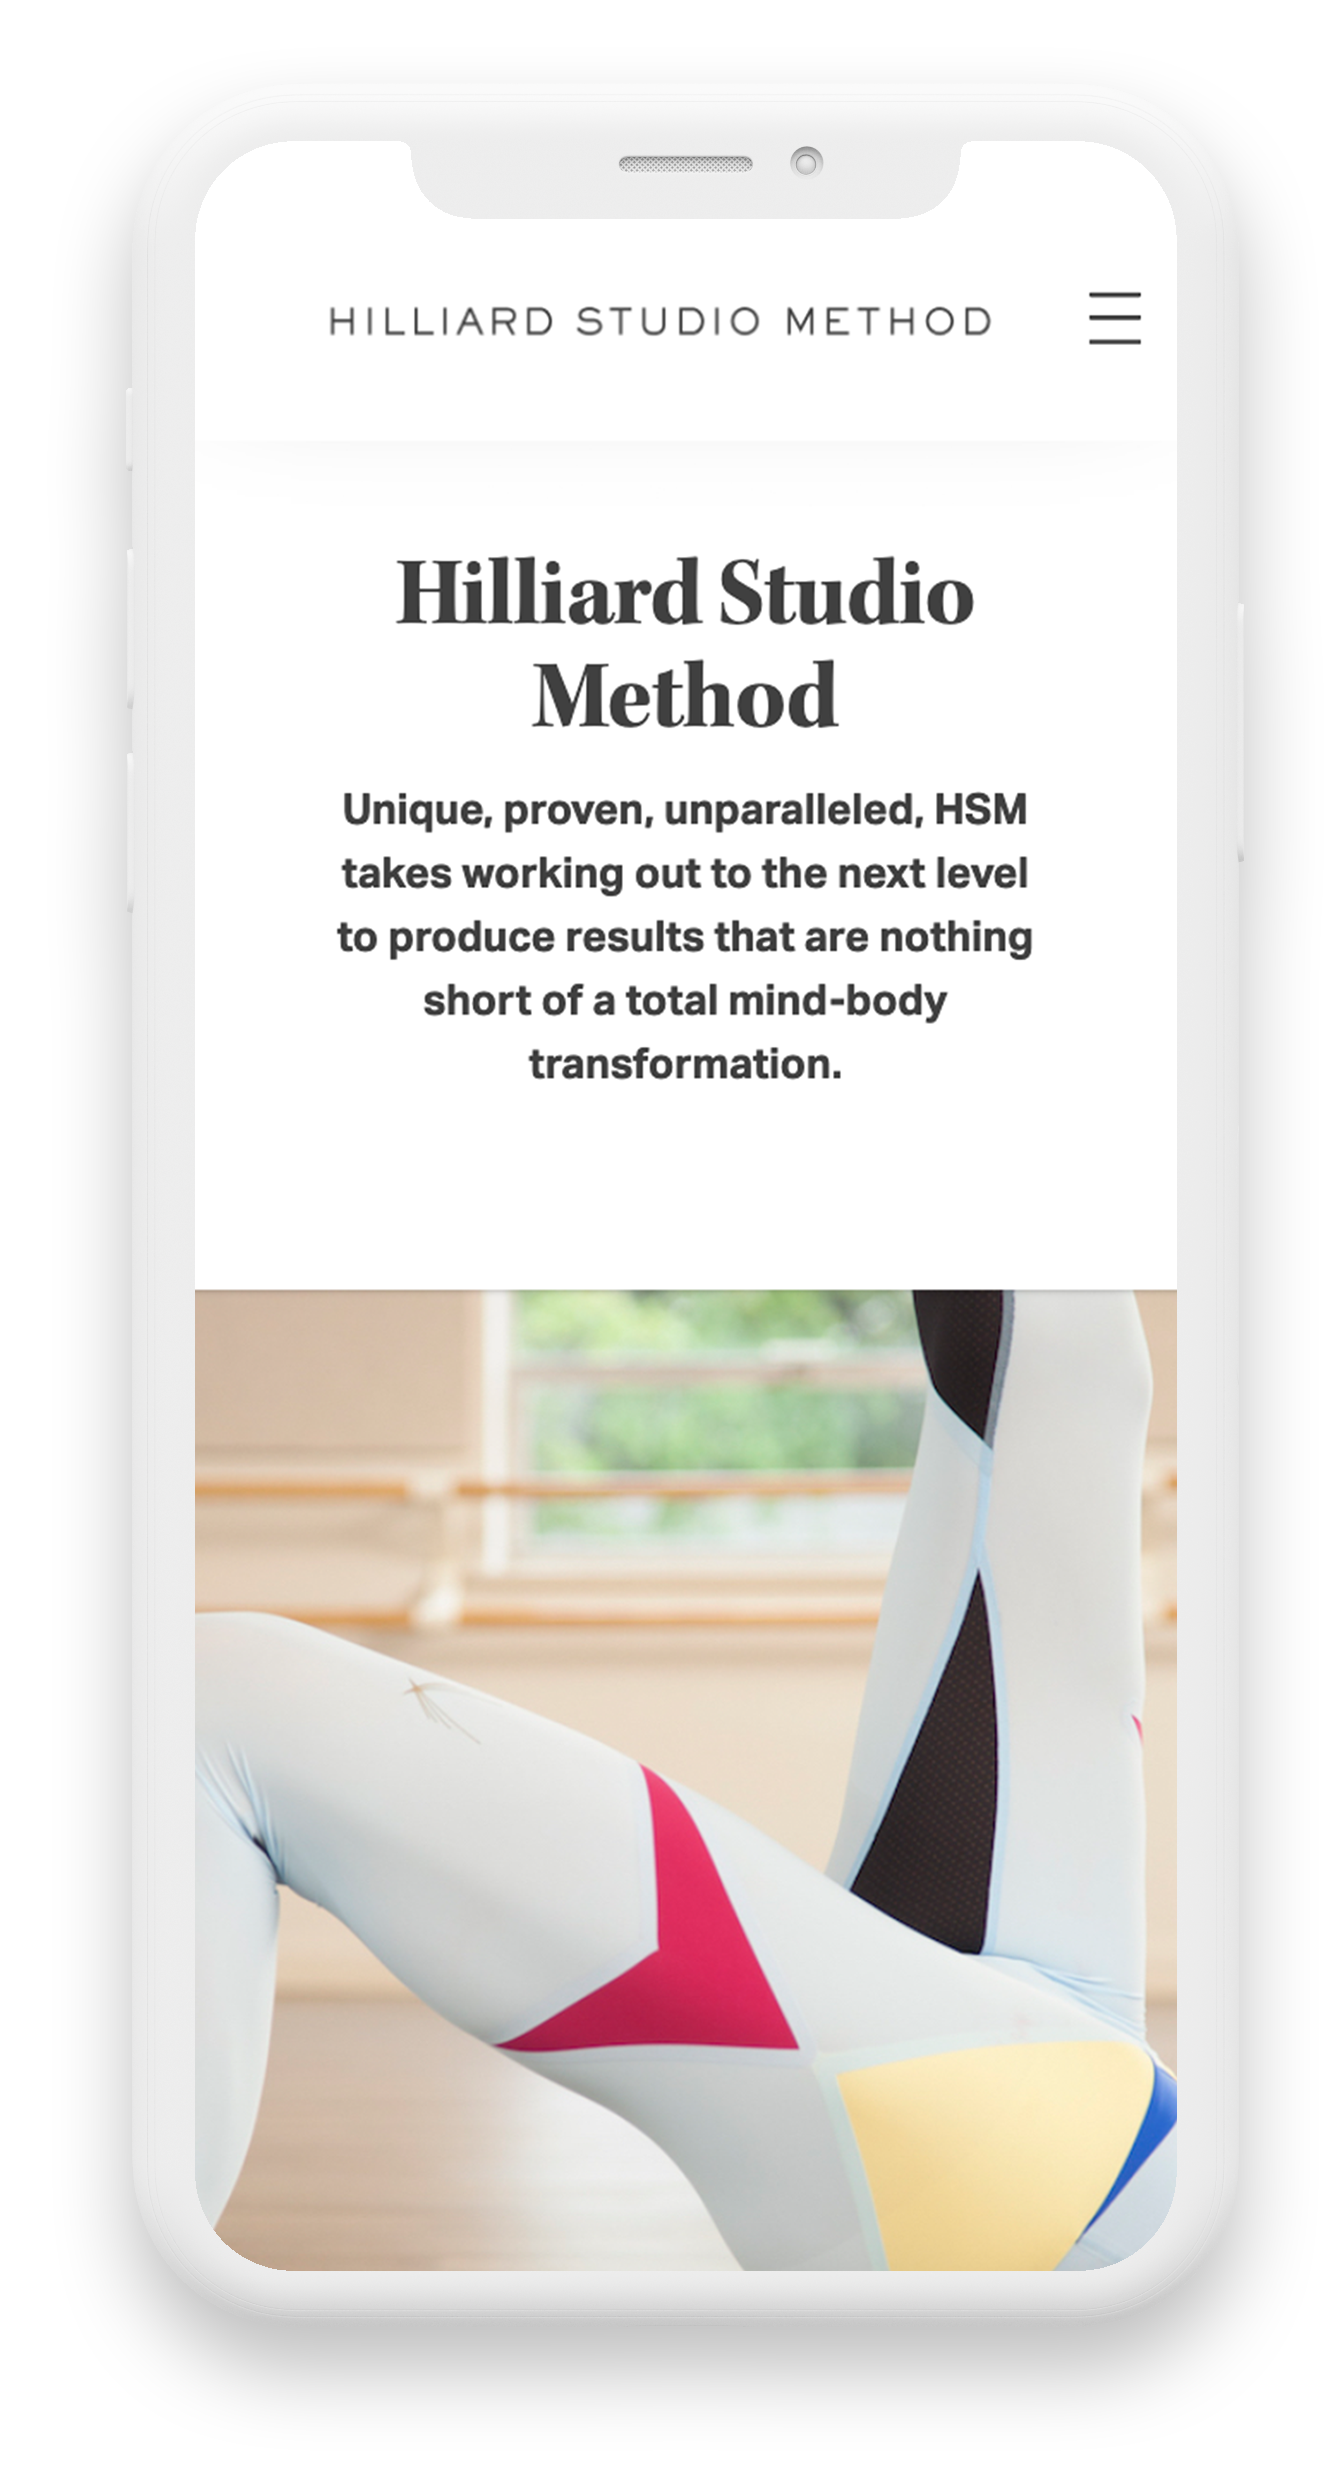 HILLIARD STUDIO METHOD
Hilliard Studio
Method
Unique, proven, unparalleled, HSM
takes working out to the next level
to produce results that are nothing
short of a total mind-body
transformation.